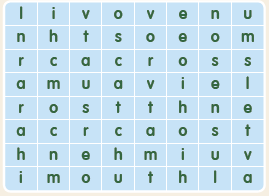 l i v o v e n u
n h t s o e o m
r c a c r o s s
a m u a v i e l
r o s t t h n e
a c r c a o s t
h n e h m i u v
i m o u t h l a